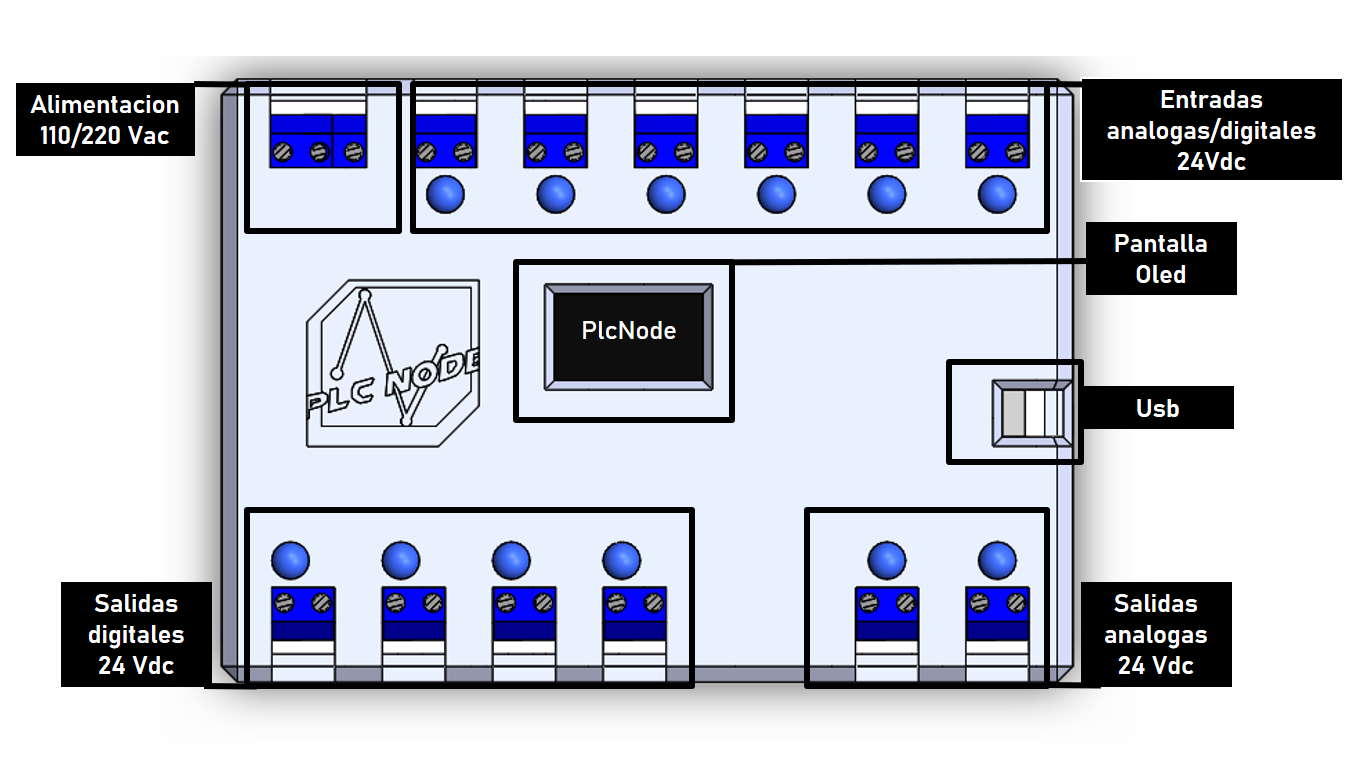 Alimentacion
110/220 Vac
Entradas
analogas/digitales
24Vdc
Pantalla
Oled
PlcNode
PLC NODE
Usb
Salidas
digitales
24 Vdc
Salidas
analogas
24 Vdc